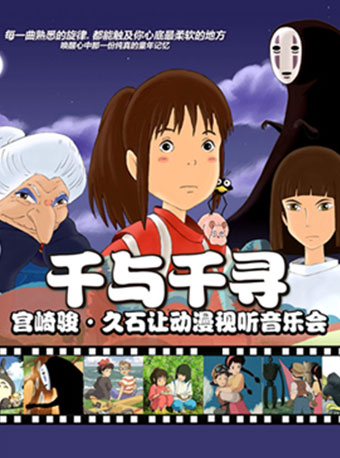 每一曲熟悉的旋律,都能触及你心底最柔软的地方
唤醒心中那一份纯真的童年记忆
千与千寻
宫崎骏·久石让动漫视听音乐会